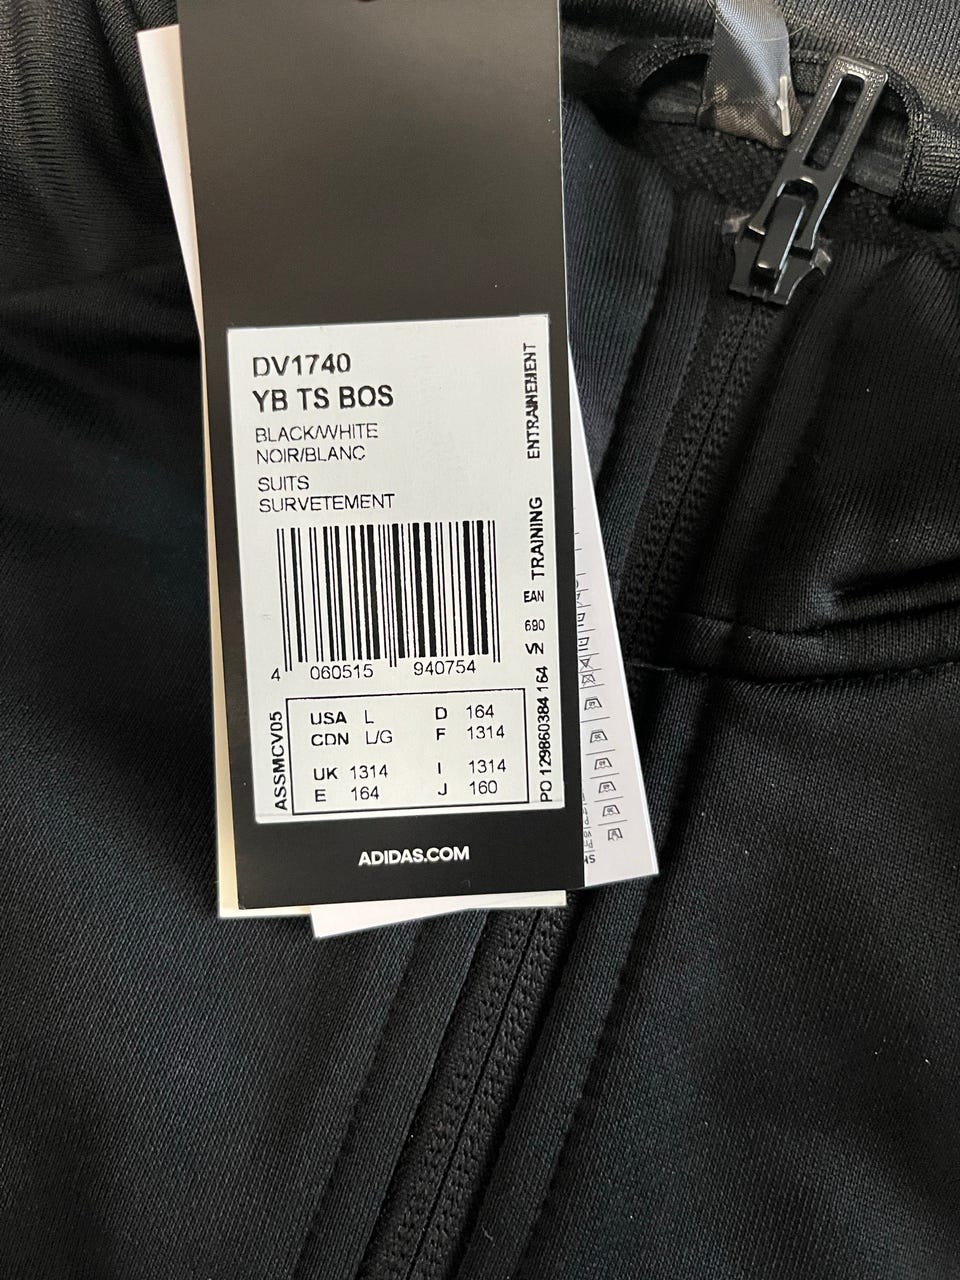 DV1740
YB TS BOS
BLACK/WHITE
NOIR/BLANC
SUITS
SURVETEMENT
TRAINING ENTRAINEMENT
EAN
690
VN
4 060515 940754
ASSMCV05
USA L D 164
CDN L/G F 1314
UK 1314 I 1314
E 164 J 160
PO 129860384 164
ADIDAS.COM